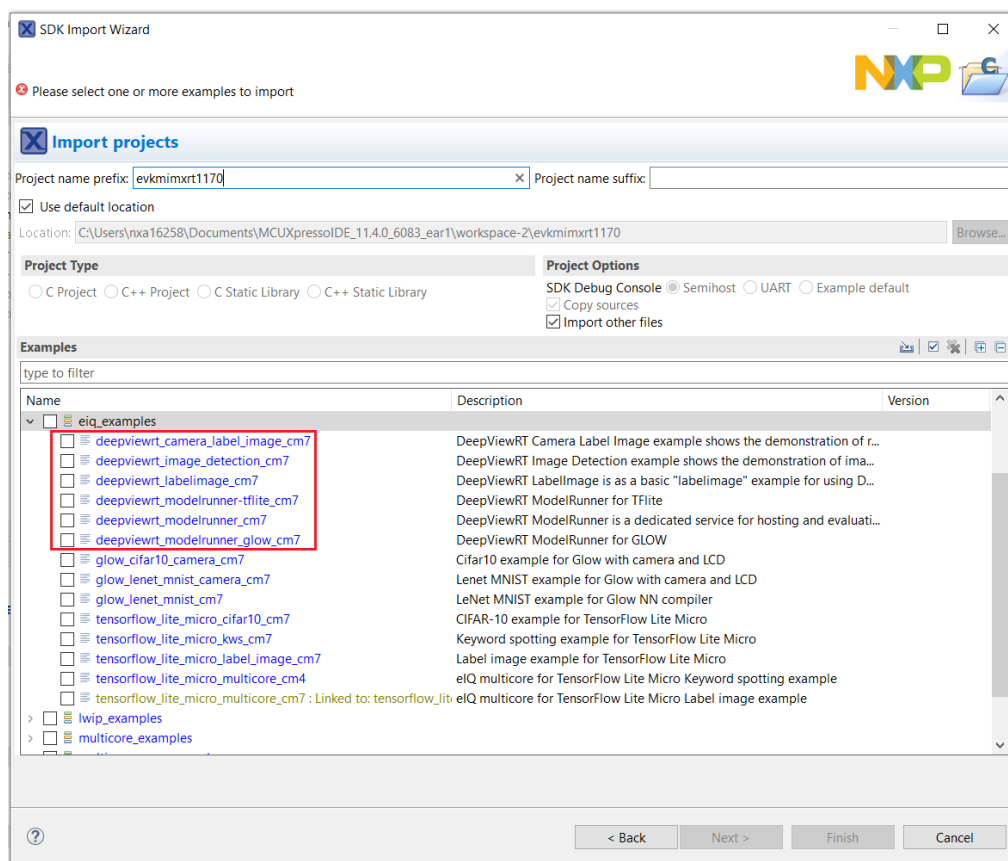 SDK Import Wizard
Please select one or more examples to import
NXP
Import projects
Project name prefix: evkmimxrt1170 Project name suffix:
Use default location
Location: C:\Users\nxa16258\Documents\MCUXpressoIDE_11.4.0_6083_ear1\workspace-2\evkmimxrt1170 Browse...
Project Type Project Options
C Project C++ Project C Static Library C++ Static Library SDK Debug Console Semihost UART Example default
Copy sources
Import other files
Examples
type to filter
Name Description Version
eiq_examples
deepviewrt_camera_label_image_cm7 DeepViewRT Camera Label Image example shows the demonstration of r...
deepviewrt_image_detection_cm7 DeepViewRT Image Detection example shows the demonstration of ima...
deepviewrt_labelimage_cm7 DeepViewRT LabelImage is as a basic "labelimage" example for using D...
deepviewrt_modelrunner-tflite_cm7 DeepViewRT ModelRunner for TFlite
deepviewrt_modelrunner_cm7 DeepViewRT ModelRunner is a dedicated service for hosting and evaluati...
deepviewrt_modelrunner_glow_cm7 DeepViewRT ModelRunner for GLOW
glow_cifar10_camera_cm7 Cifar10 example for Glow with camera and LCD
glow_lenet_mnist_camera_cm7 Lenet MNIST example for Glow with camera and LCD
glow_lenet_mnist_cm7 LeNet MNIST example for Glow NN compiler
tensorflow_lite_micro_cifar10_cm7 CIFAR-10 example for TensorFlow Lite Micro
tensorflow_lite_micro_kws_cm7 Keyword spotting example for TensorFlow Lite Micro
tensorflow_lite_micro_label_image_cm7 Label image example for TensorFlow Lite Micro
tensorflow_lite_micro_multicore_cm4 eIQ multicore for TensorFlow Lite Micro Keyword spotting example
tensorflow_lite_micro_multicore_cm7 : Linked to: tensorflow_lit eIQ multicore for TensorFlow Lite Micro Label image example
lwip_examples
multicore_examples
< Back Next > Finish Cancel